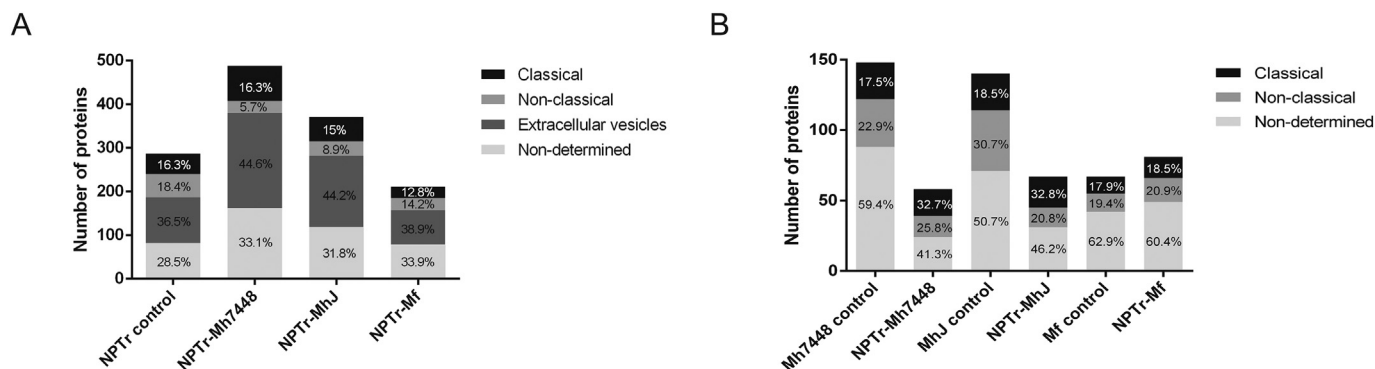 A
Number of proteins
500
400
300
200
100
0
16.3%
18.4%
36.5%
28.5%
16.3%
5.7%
44.6%
33.1%
15%
8.9%
44.2%
31.8%
12.8%
14.2%
38.9%
33.9%
NPTr control
NPTr-Mh7448
NPTr-MhJ
NPTr-Mf
Classical
Non-classical
Extracellular vesicles
Non-determined
B
Number of proteins
150
100
50
0
17.5%
22.9%
59.4%
32.7%
25.8%
41.3%
18.5%
30.7%
50.7%
32.8%
20.8%
46.2%
17.9%
19.4%
62.9%
18.5%
20.9%
60.4%
Mh7448 control
NPTr-Mh7448
MhJ control
NPTr-MhJ
Mf control
NPTr-Mf
Classical
Non-classical
Non-determined